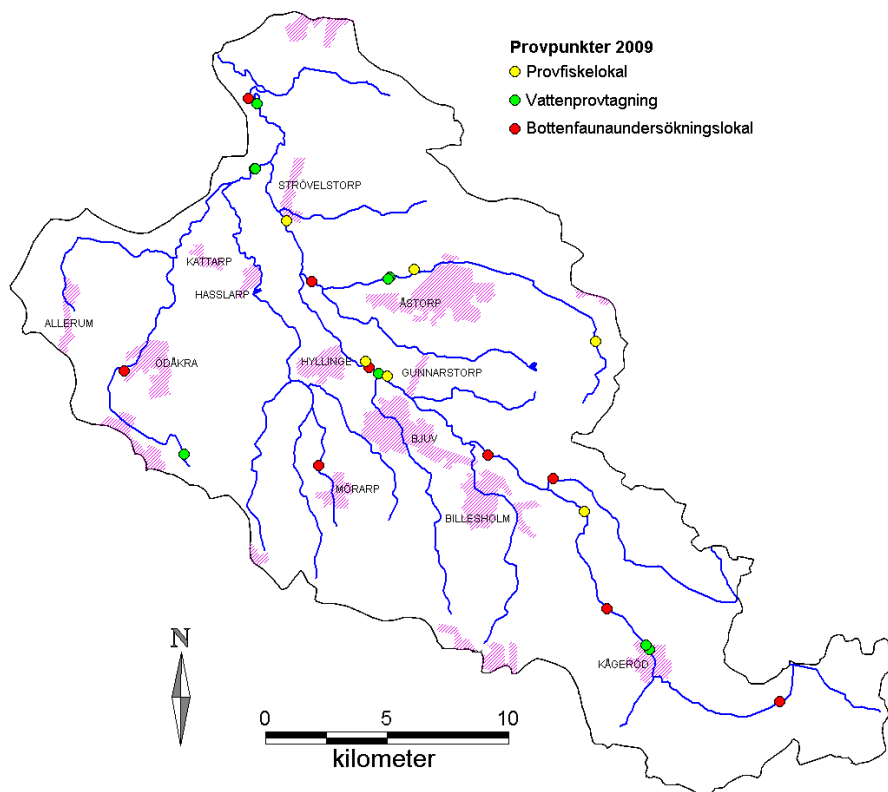 Provpunkter 2009
Provfiskelokal
Vattenprovtagning
Bottenfaunaundersökningslokal
STRÖVELSTORP
KATTARP
HASSLARP
ÅSTORP
ALLERUM
ÖDÅKRA
HYLLINGE
GUNNARSTORP
BJUV
MÖRARP
BILLESHOLM
KÅGERÖD
N
0 5 10
kilometer